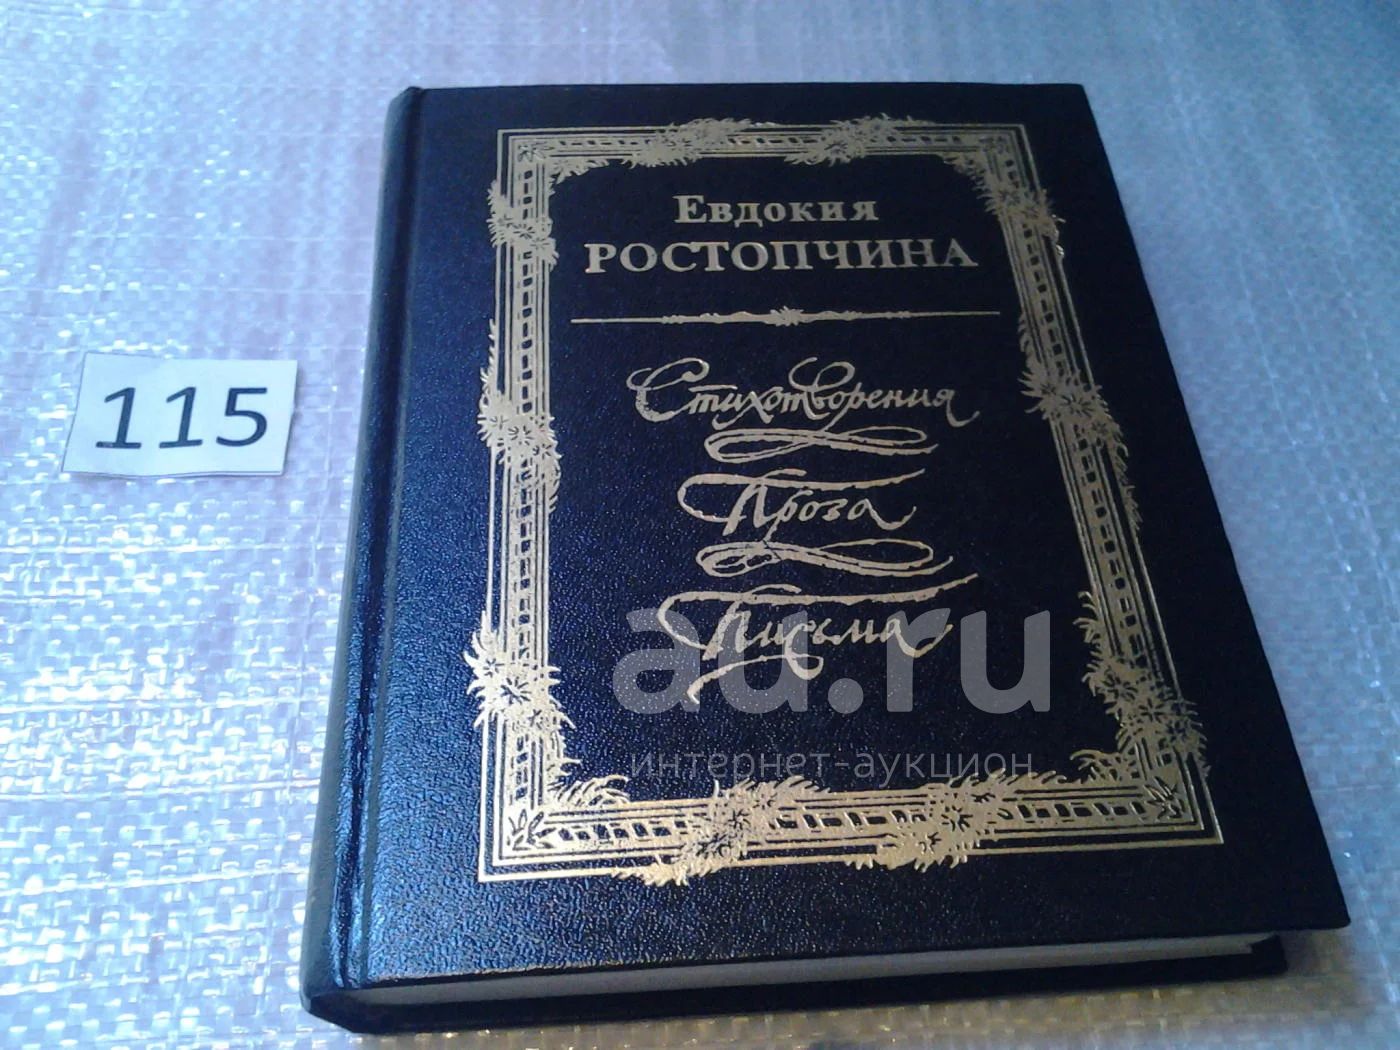 115
Евдокия
РОСТОПЧИНА
Стихотворения
Проза
Письма
au.ru
интернет-аукцион